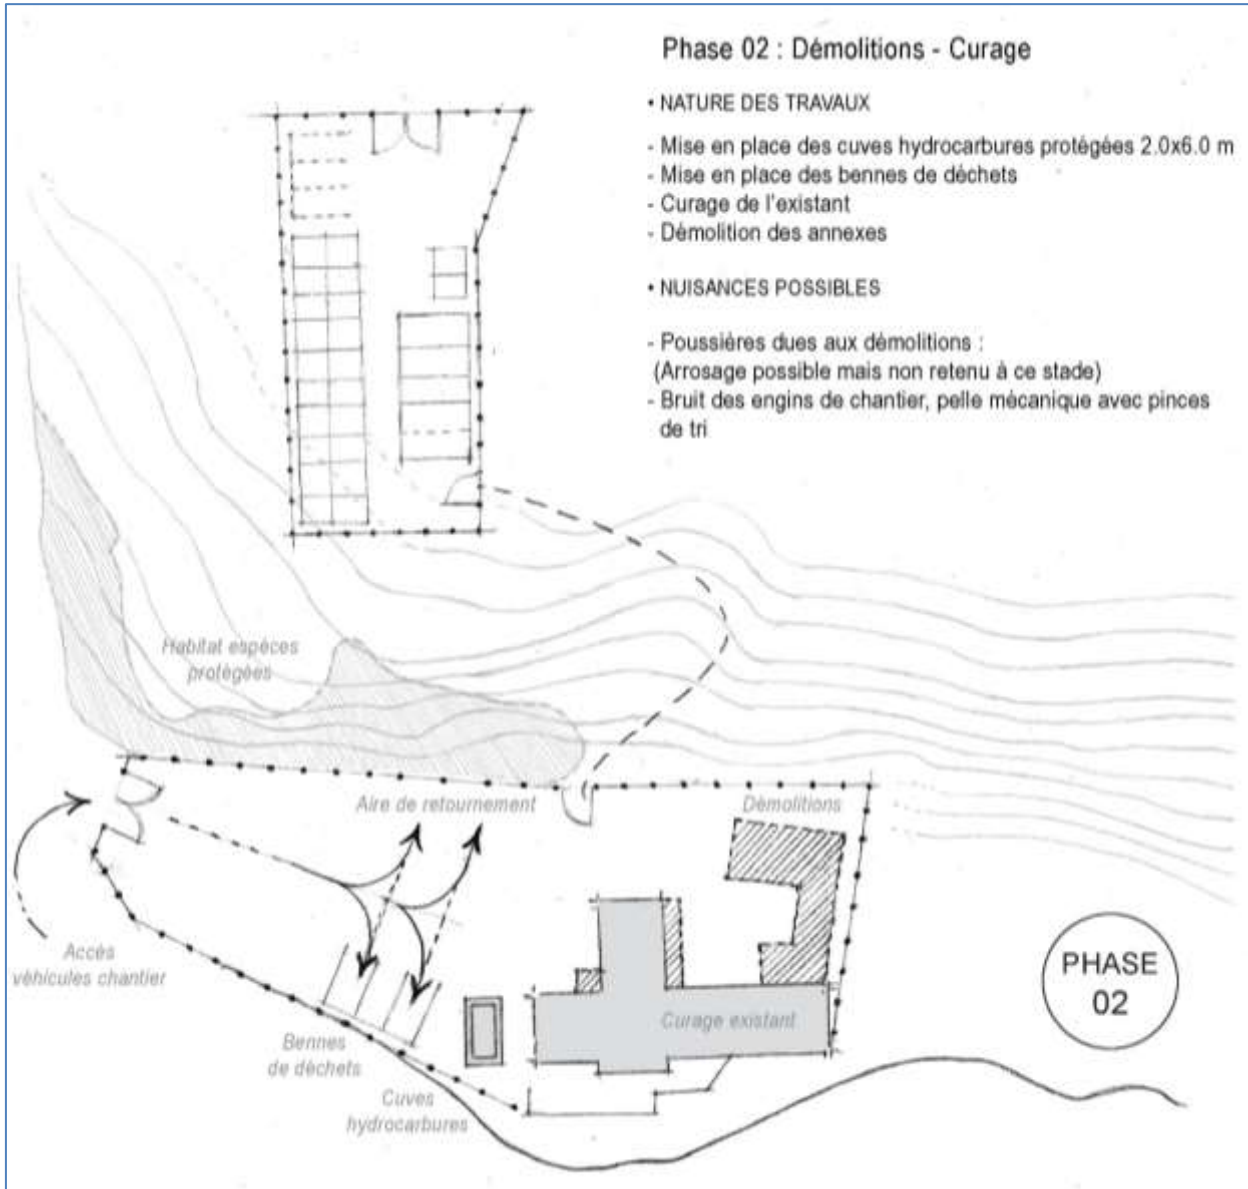 Phase 02 : Démolitions - Curage
• NATURE DES TRAVAUX
- Mise en place des cuves hydrocarbures protégées 2.0x6.0 m
- Mise en place des bennes de déchets
- Curage de l'existant
- Démolition des annexes
• NUISANCES POSSIBLES
- Poussières dues aux démolitions :
(Arrosage possible mais non retenu à ce stade)
- Bruit des engins de chantier, pelle mécanique avec pinces
de tri
Habitat espèces
protégées
Aire de retournement
Démolitions
Accès
véhicules chantier
Curage existant
Bennes
de déchets
Cuves
hydrocarbures
PHASE
02